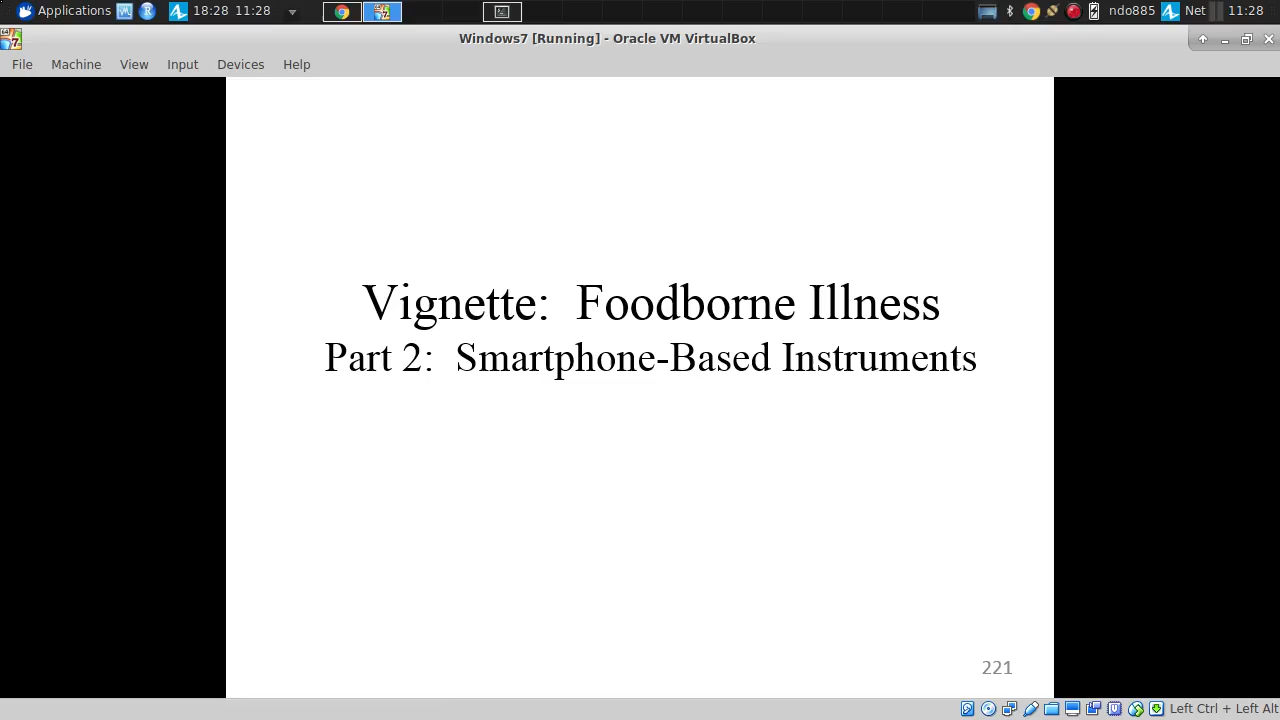 Applications 18:28 11:28 ndo885 Net 11:28
Windows7 [Running] - Oracle VM VirtualBox
File Machine View Input Devices Help
Vignette: Foodborne Illness
Part 2: Smartphone-Based Instruments
221
Left Ctrl + Left Alt